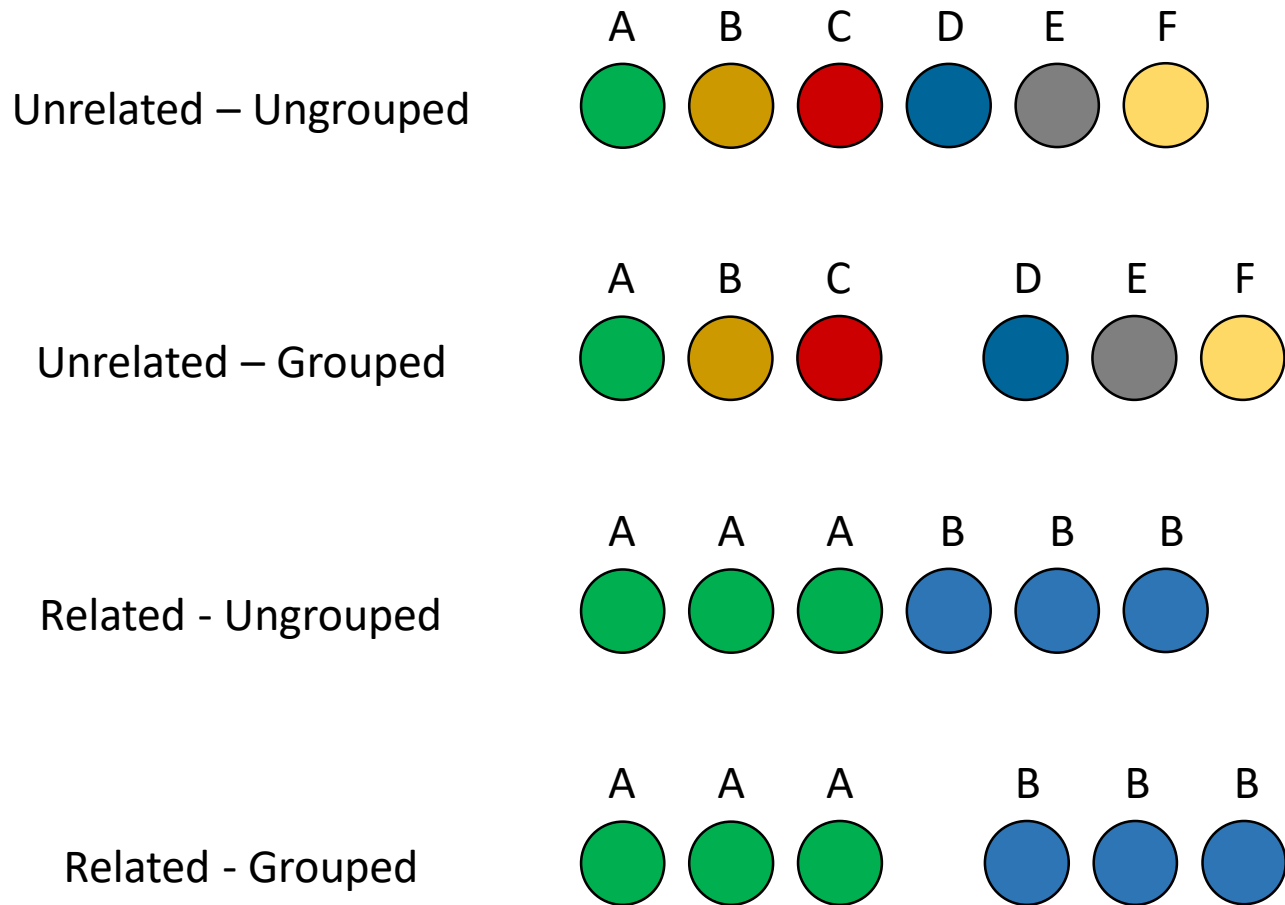 A B C D E F
Unrelated – Ungrouped
A B C D E F
Unrelated – Grouped
A A A B B B
Related - Ungrouped
A A A B B B
Related - Grouped